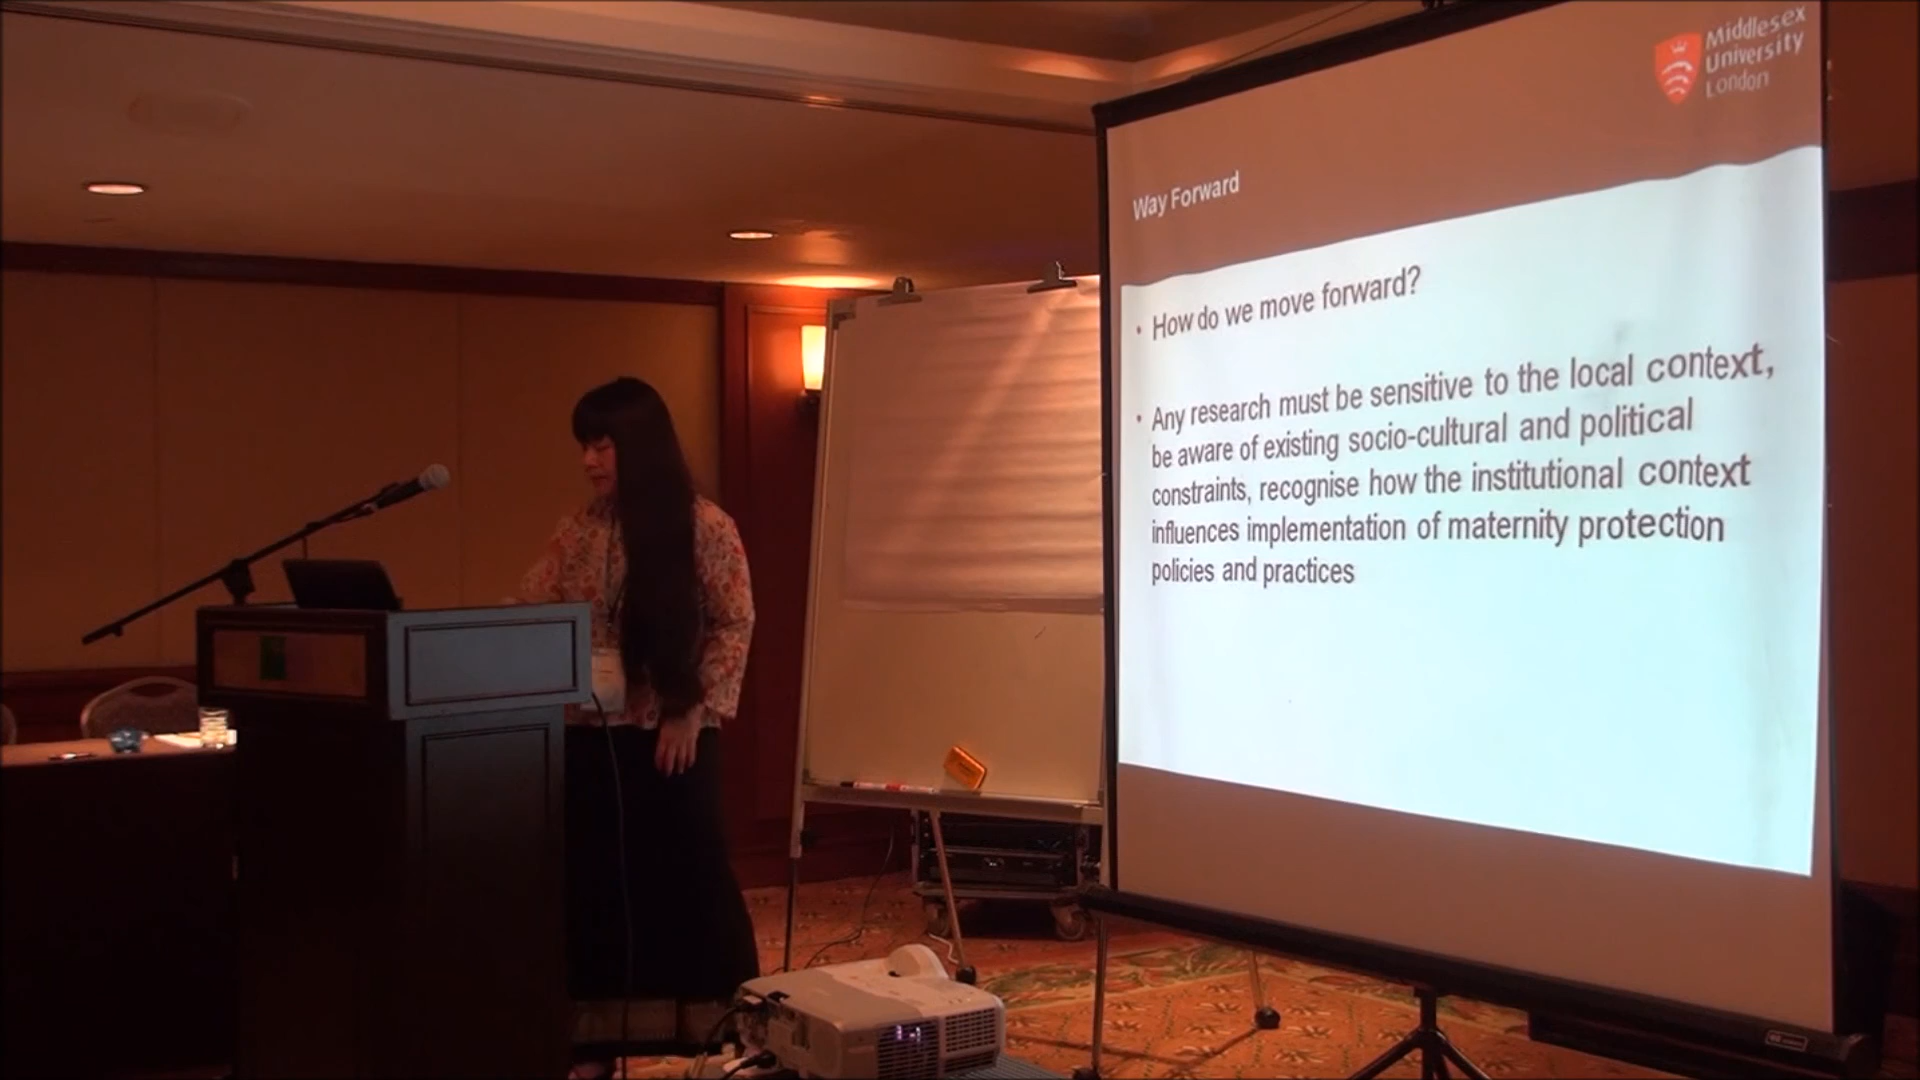 Middlesex
University
London
Way Forward
• How do we move forward?
• Any research must be sensitive to the local context,
be aware of existing socio-cultural and political
constraints, recognise how the institutional context
influences implementation of maternity protection
policies and practices